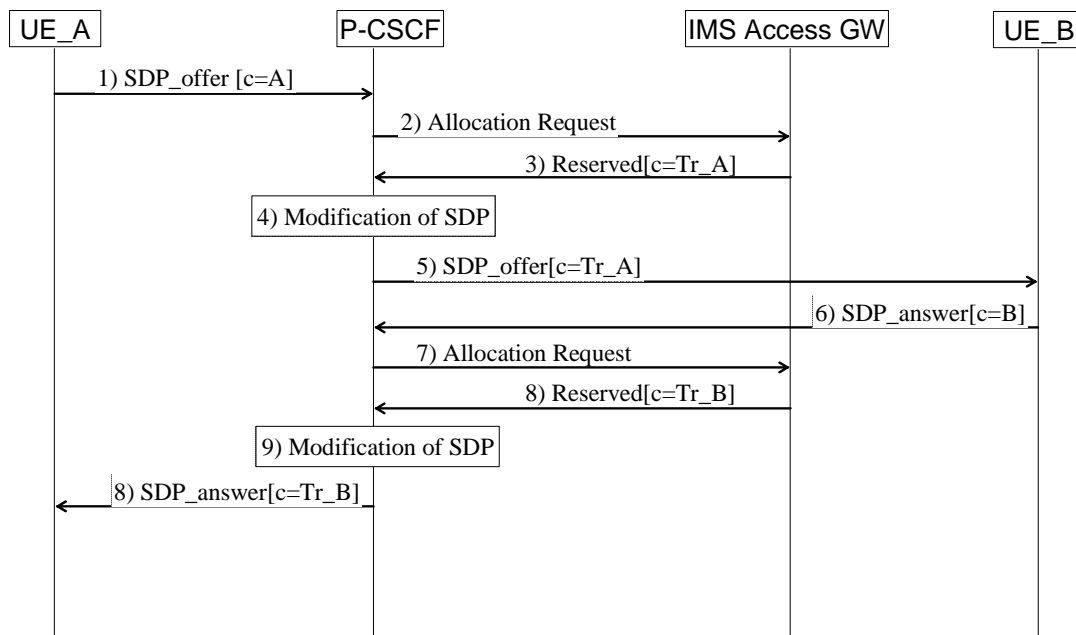 UE_A
P-CSCF
IMS Access GW
UE_B
1) SDP_offer [c=A]
2) Allocation Request
3) Reserved[c=Tr_A]
4) Modification of SDP
5) SDP_offer[c=Tr_A]
6) SDP_answer[c=B]
7) Allocation Request
8) Reserved[c=Tr_B]
9) Modification of SDP
8) SDP_answer[c=Tr_B]